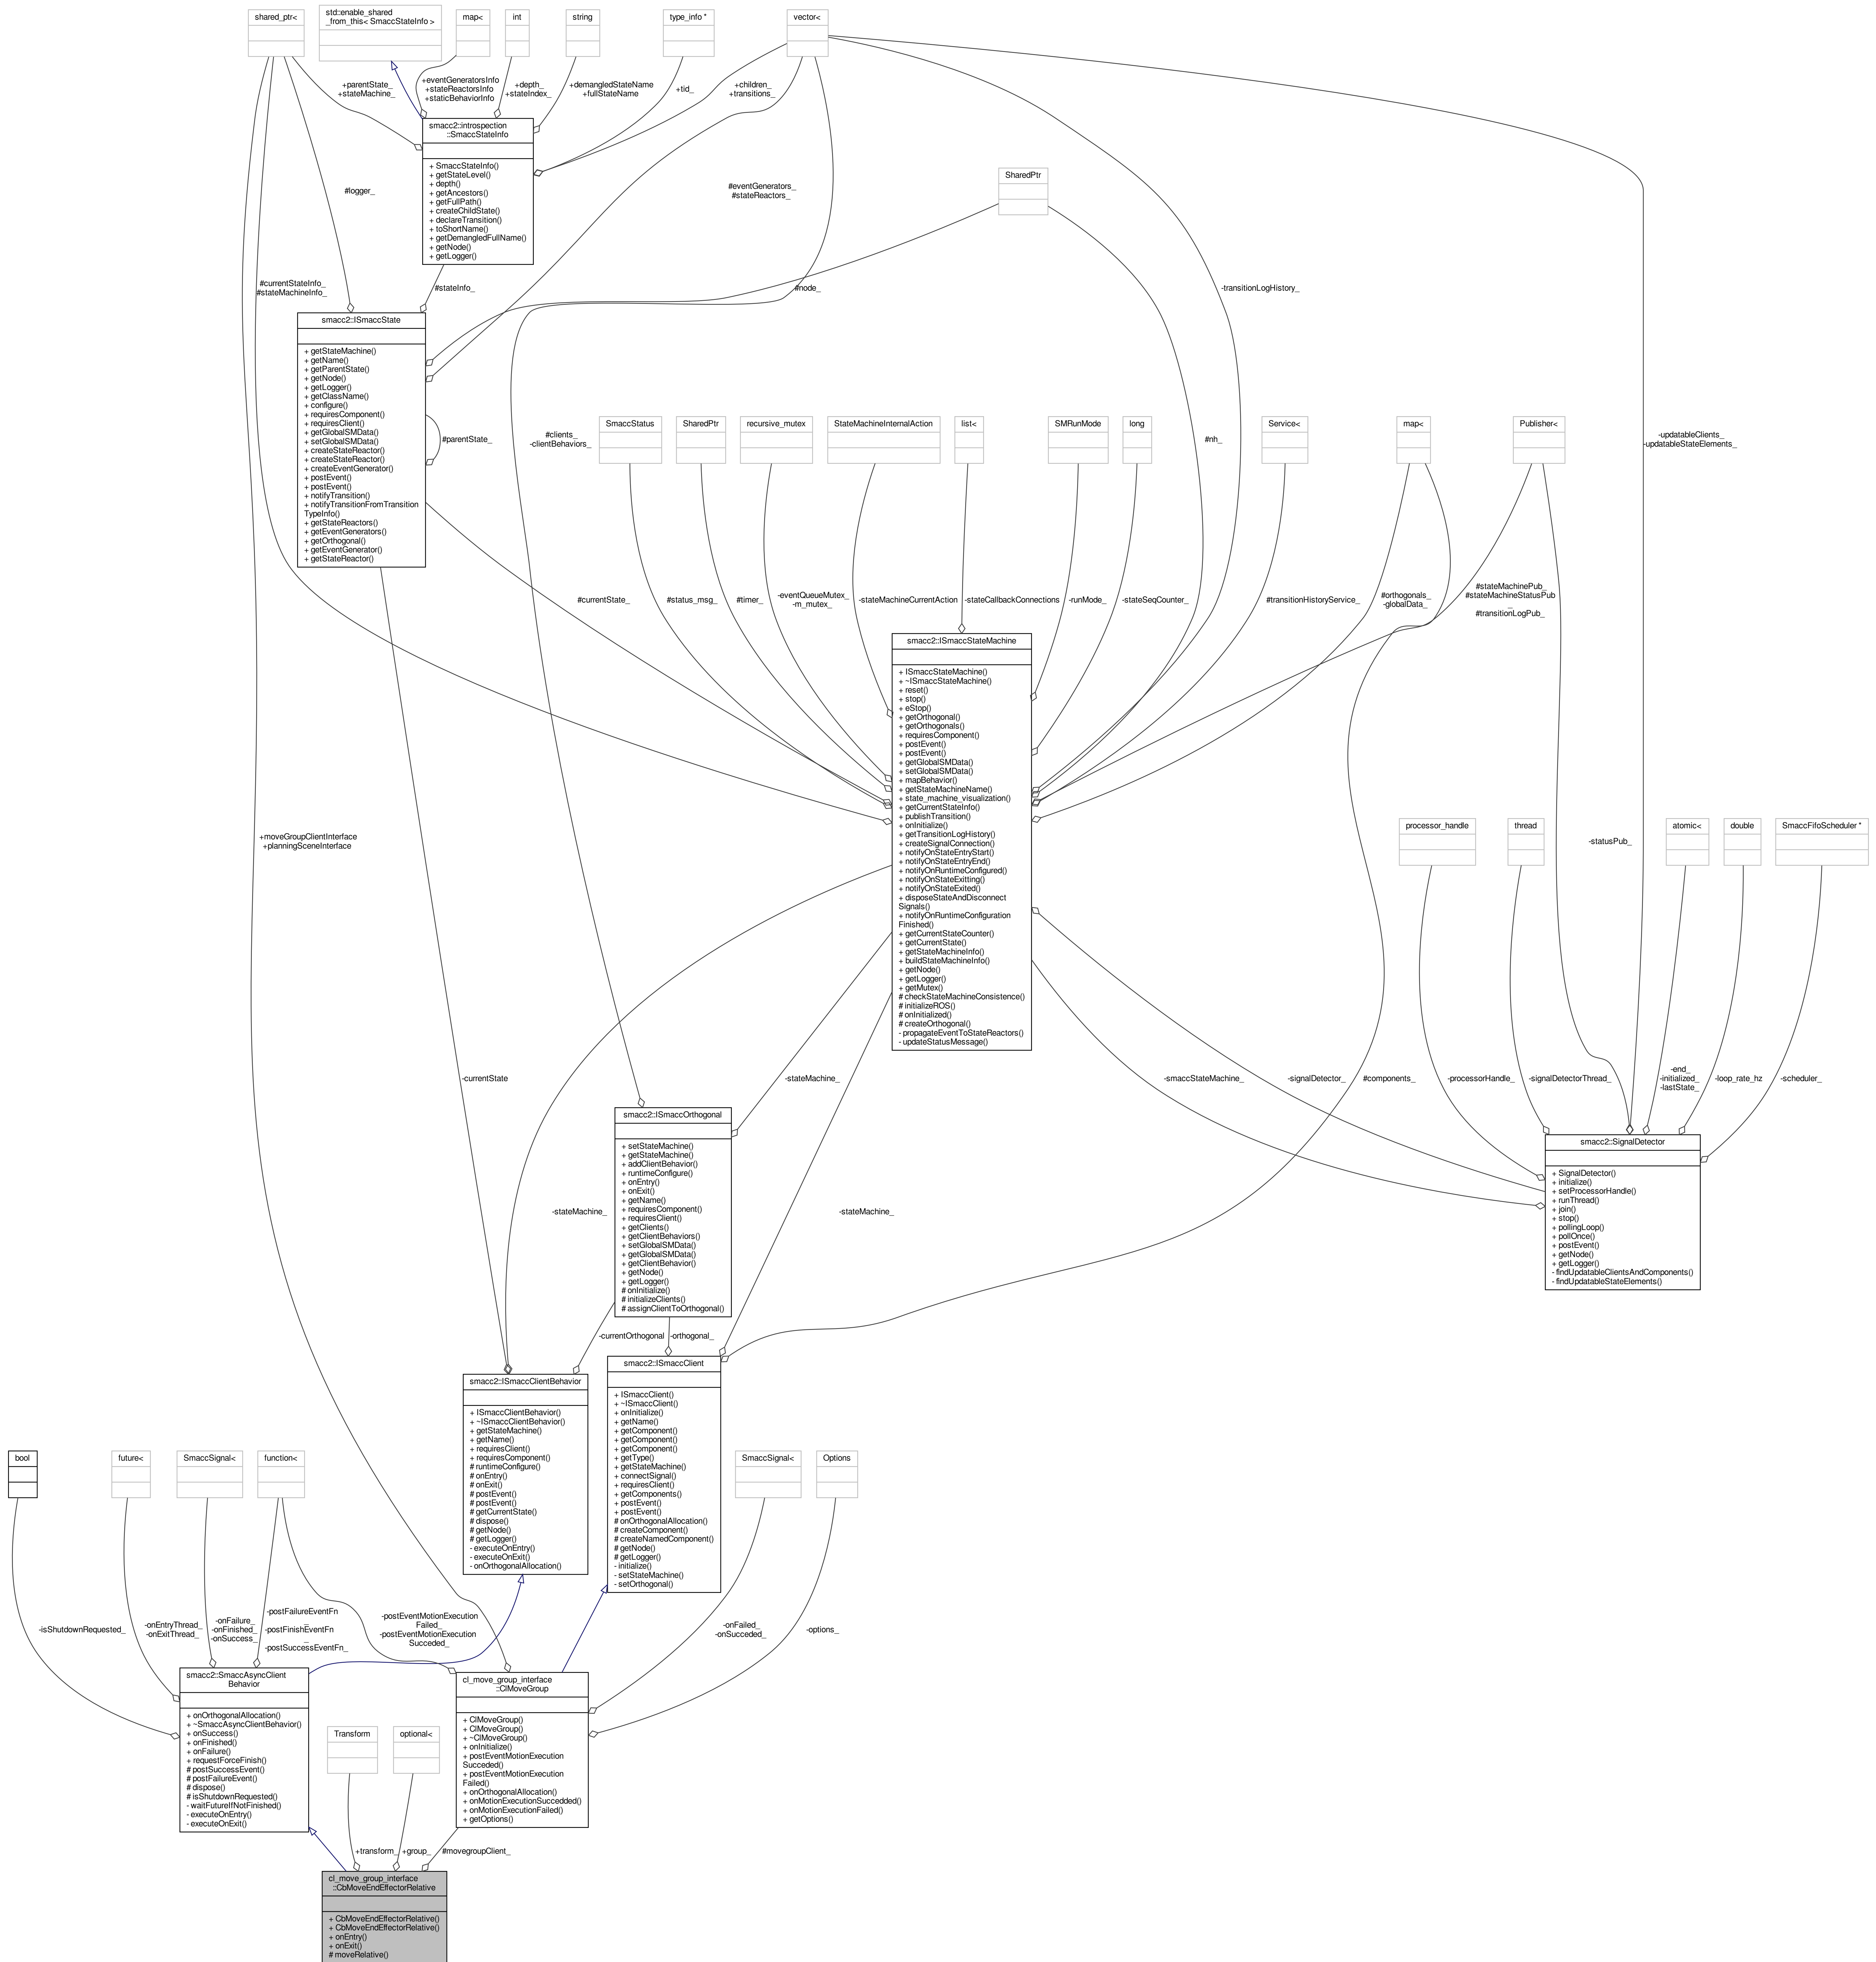 shared_ptr<
std::enable_shared
_from_this< SmaccStateInfo >
map<
int
string
type_info *
vector<
+parentState_
+stateMachine_
+eventGeneratorsInfo
+stateReactorsInfo
+staticBehaviorInfo
+depth_
+stateIndex_
+demangledStateName
+fullStateName
+tid_
+children_
+transitions_
smacc2::introspection
::SmaccStateInfo
+ SmaccStateInfo()
+ getStateLevel()
+ depth()
+ getAncestors()
+ getFullPath()
+ createChildState()
+ declareTransition()
+ toShortName()
+ getDemangledFullName()
+ getNode()
+ getLogger()
#logger_
#eventGenerators_
#stateReactors_
SharedPtr
#currentStateInfo_
#stateMachineInfo_
#stateInfo_
#node_
-transitionLogHistory_
smacc2::ISmaccState
+ getStateMachine()
+ getName()
+ getParentState()
+ getNode()
+ getLogger()
+ getClassName()
+ configure()
+ requiresComponent()
+ requiresClient()
+ getGlobalSMData()
+ setGlobalSMData()
+ createStateReactor()
+ createStateReactor()
+ createEventGenerator()
+ postEvent()
+ postEvent()
+ notifyTransition()
+ notifyTransitionFromTransition
TypeInfo()
+ getStateReactors()
+ getEventGenerators()
+ getOrthogonal()
+ getEventGenerator()
+ getStateReactor()
#parentState_
#clients_
-clientBehaviors_
SmaccStatus
SharedPtr
recursive_mutex
StateMachineInternalAction
list<
SMRunMode
long
#nh_
Service<
map<
Publisher<
-updatableClients_
-updatableStateElements_
#currentState_
#status_msg_
#timer_
-eventQueueMutex_
-m_mutex_
-stateMachineCurrentAction
-stateCallbackConnections
-runMode_
-stateSeqCounter_
#transitionHistoryService_
#orthogonals_
-globalData_
#stateMachinePub_
#stateMachineStatusPub
_
#transitionLogPub_
smacc2::ISmaccStateMachine
+ ISmaccStateMachine()
+ ~ISmaccStateMachine()
+ reset()
+ stop()
+ eStop()
+ getOrthogonal()
+ getOrthogonals()
+ requiresComponent()
+ postEvent()
+ postEvent()
+ getGlobalSMData()
+ setGlobalSMData()
+ mapBehavior()
+ getStateMachineName()
+ state_machine_visualization()
+ getCurrentStateInfo()
+ publishTransition()
+ onInitialize()
+ getTransitionLogHistory()
+ createSignalConnection()
+ notifyOnStateEntryStart()
+ notifyOnStateEntryEnd()
+ notifyOnRuntimeConfigured()
+ notifyOnStateExitting()
+ notifyOnStateExited()
+ disposeStateAndDisconnect
Signals()
+ notifyOnRuntimeConfiguration
Finished()
+ getCurrentStateCounter()
+ getCurrentState()
+ getStateMachineInfo()
+ buildStateMachineInfo()
+ getNode()
+ getLogger()
+ getMutex()
# checkStateMachineConsistence()
# initializeROS()
# onInitialized()
# createOrthogonal()
- propagateEventToStateReactors()
- updateStatusMessage()
+moveGroupClientInterface
+planningSceneInterface
processor_handle
thread
-statusPub_
atomic<
double
SmaccFifoScheduler *
-currentState
-stateMachine_
-smaccStateMachine_
-signalDetector_
#components_
-processorHandle_
-signalDetectorThread_
-end_
-initialized_
-lastState_
-loop_rate_hz
-scheduler_
smacc2::ISmaccOrthogonal
+ setStateMachine()
+ getStateMachine()
+ addClientBehavior()
+ runtimeConfigure()
+ onEntry()
+ onExit()
+ getName()
+ requiresComponent()
+ requiresClient()
+ getClients()
+ getClientBehaviors()
+ setGlobalSMData()
+ getGlobalSMData()
+ getClientBehavior()
+ getNode()
+ getLogger()
# onInitialize()
# initializeClients()
# assignClientToOrthogonal()
smacc2::SignalDetector
+ SignalDetector()
+ initialize()
+ setProcessorHandle()
+ runThread()
+ join()
+ stop()
+ pollingLoop()
+ pollOnce()
+ postEvent()
+ getNode()
+ getLogger()
- findUpdatableClientsAndComponents()
- findUpdatableStateElements()
-stateMachine_
-stateMachine_
-currentOrthogonal
-orthogonal_
smacc2::ISmaccClientBehavior
+ ISmaccClientBehavior()
+ ~ISmaccClientBehavior()
+ getStateMachine()
+ getName()
+ requiresClient()
+ requiresComponent()
# runtimeConfigure()
# onEntry()
# onExit()
# postEvent()
# postEvent()
# getCurrentState()
# dispose()
# getNode()
# getLogger()
- executeOnEntry()
- executeOnExit()
- onOrthogonalAllocation()
smacc2::ISmaccClient
+ ISmaccClient()
+ ~ISmaccClient()
+ onInitialize()
+ getName()
+ getComponent()
+ getComponent()
+ getComponent()
+ getType()
+ getStateMachine()
+ connectSignal()
+ requiresClient()
+ getComponents()
+ postEvent()
+ postEvent()
# onOrthogonalAllocation()
# createComponent()
# createNamedComponent()
# getNode()
# getLogger()
- initialize()
- setStateMachine()
- setOrthogonal()
bool
future<
SmaccSignal<
function<
SmaccSignal<
Options
-isShutdownRequested_
-onEntryThread_
-onExitThread_
-onFailure_
-onFinished_
-onSuccess_
-postFailureEventFn
_
-postFinishEventFn
_
-postSuccessEventFn_
-postEventMotionExecution
Failed_
-postEventMotionExecution
Succeded_
-onFailed_
-onSucceded_
-options_
smacc2::SmaccAsyncClient
Behavior
+ onOrthogonalAllocation()
+ ~SmaccAsyncClientBehavior()
+ onSuccess()
+ onFinished()
+ onFailure()
+ requestForceFinish()
# postSuccessEvent()
# postFailureEvent()
# dispose()
# isShutdownRequested()
- waitFutureIfNotFinished()
- executeOnEntry()
- executeOnExit()
Transform
optional<
cl_move_group_interface
::ClMoveGroup
+ ClMoveGroup()
+ ClMoveGroup()
+ ~ClMoveGroup()
+ onInitialize()
+ postEventMotionExecution
Succeded()
+ postEventMotionExecution
Failed()
+ onOrthogonalAllocation()
+ onMotionExecutionSuccedded()
+ onMotionExecutionFailed()
+ getOptions()
+transform_
+group_
#movegroupClient_
cl_move_group_interface
::CbMoveEndEffectorRelative
+ CbMoveEndEffectorRelative()
+ CbMoveEndEffectorRelative()
+ onEntry()
+ onExit()
# moveRelative()